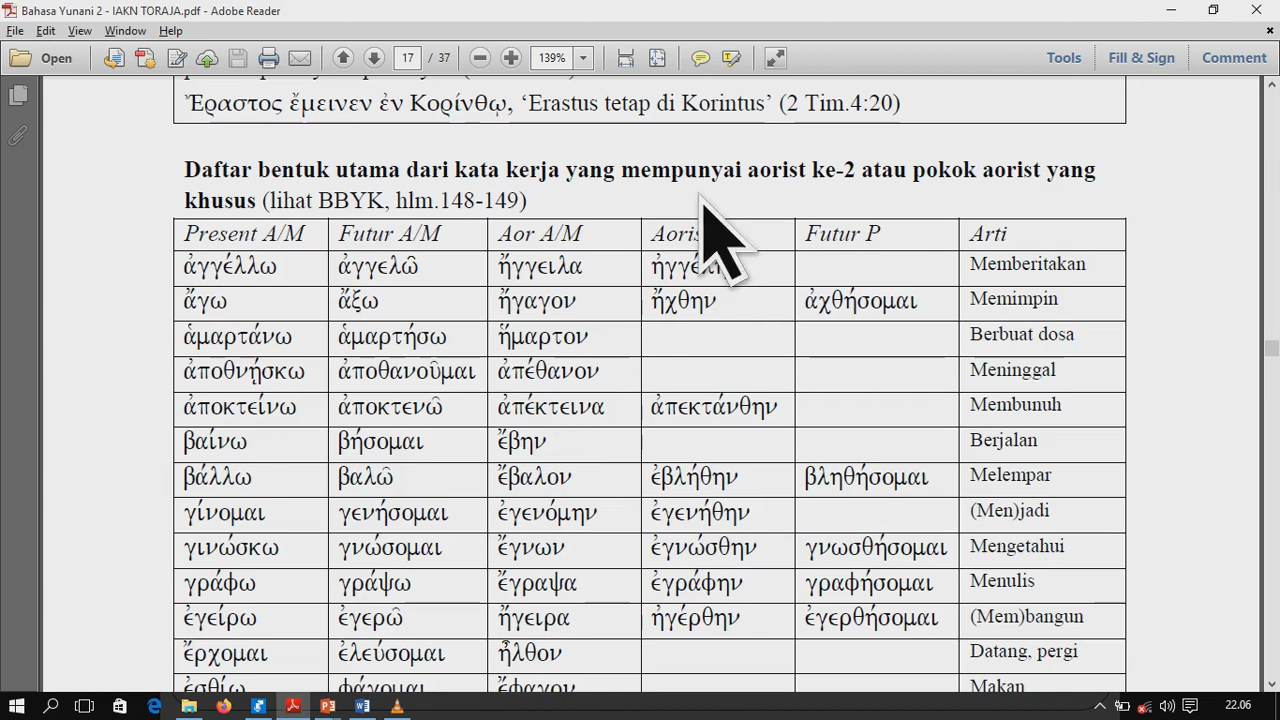 Bahasa Yunani 2 - IAKN TORAJA.pdf - Adobe Reader
File Edit View Window Help
Open 17 / 37 139% Tools Fill & Sign Comment
Ἔραστος ἔμεινεν ἐν Κορίνθῳ, ‘Erastus tetap di Korintus’ (2 Tim.4:20)
Daftar bentuk utama dari kata kerja yang mempunyai aorist ke-2 atau pokok aorist yang
khusus (lihat BBYK, hlm.148-149)
Present A/M Futur A/M Aor A/M Futur P Arti
ἀγγέλλω ἀγγελῶ ἤγγειλα Memberitakan
ἄγω ἄξω ἤγαγον ἤχθην ἀχθήσομαι Memimpin
ἁμαρτάνω ἁμαρτήσω ἥμαρτον Berbuat dosa
ἀποθνῄσκω ἀποθανοῦμαι ἀπέθανον Meninggal
ἀποκτείνω ἀποκτενῶ ἀπέκτεινα ἀπεκτάνθην Membunuh
βαίνω βήσομαι ἔβην Berjalan
βάλλω βαλῶ ἔβαλον ἐβλήθην βληθήσομαι Melempar
γίνομαι γενήσομαι ἐγενόμην ἐγενήθην (Men)jadi
γινώσκω γνώσομαι ἔγνων ἐγνώσθην γνωσθήσομαι Mengetahui
γράφω γράψω ἔγραψα ἐγράφην γραφήσομαι Menulis
ἐγείρω ἐγερῶ ἤγειρα ἠγέρθην ἐγερθήσομαι (Mem)bangun
ἔρχομαι ἐλεύσομαι ἦλθον Datang, pergi
ἐσθίω φάγομαι ἔφαγον Makan
22.06